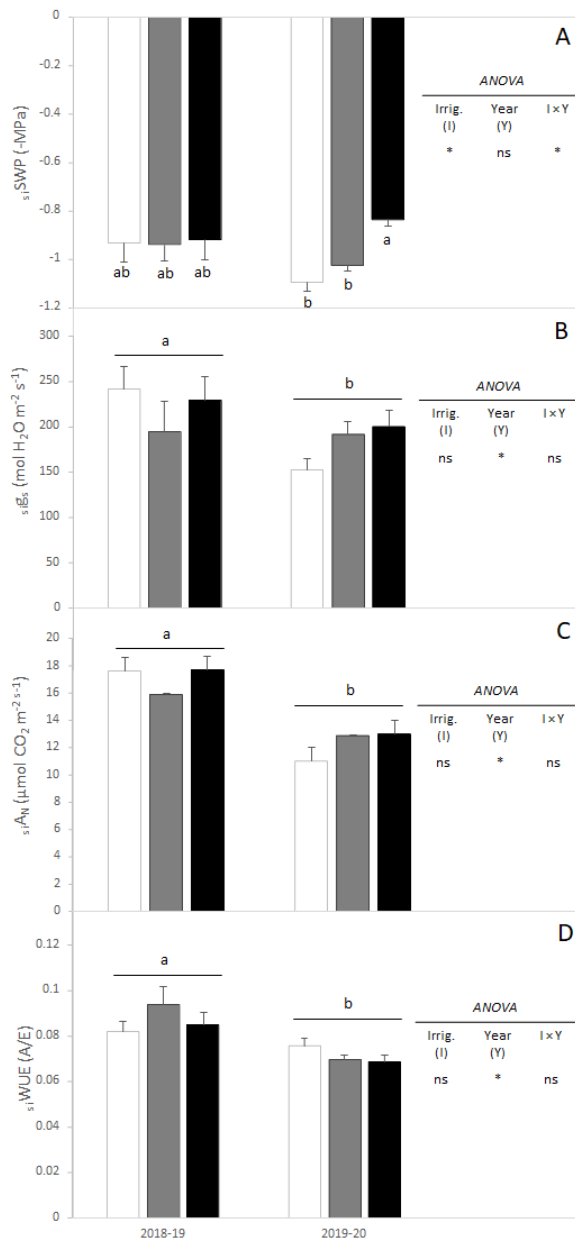 A
0
-0.2
-0.4
-0.6
-0.8
-1
-1.2
siSWP (-MPa)
ab ab ab
b b a
ANOVA
Irrig. Year I × Y
(I) (Y)
* ns *
B
300
250
200
150
100
50
0
sigs (mol H2O m-2 s-1)
a
b
ANOVA
Irrig. Year I × Y
(I) (Y)
ns * ns
C
20
18
16
14
12
10
8
6
4
2
0
siAN (µmol CO2 m-2 s-1)
a
b
ANOVA
Irrig. Year I × Y
(I) (Y)
ns * ns
D
0.12
0.1
0.08
0.06
0.04
0.02
0
siWUE (A/E)
a
b
ANOVA
Irrig. Year I × Y
(I) (Y)
ns * ns
2018-19 2019-20